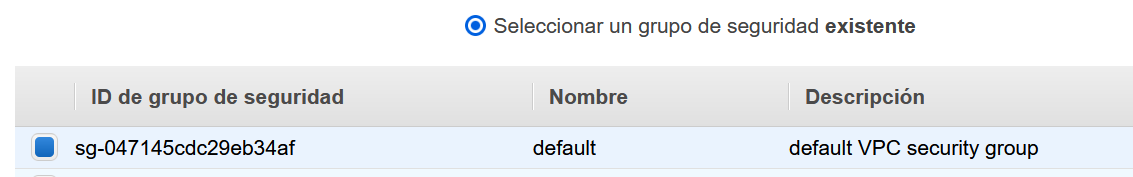 Seleccionar un grupo de seguridad existente
ID de grupo de seguridad Nombre Descripción
sg-047145cdc29eb34af default default VPC security group